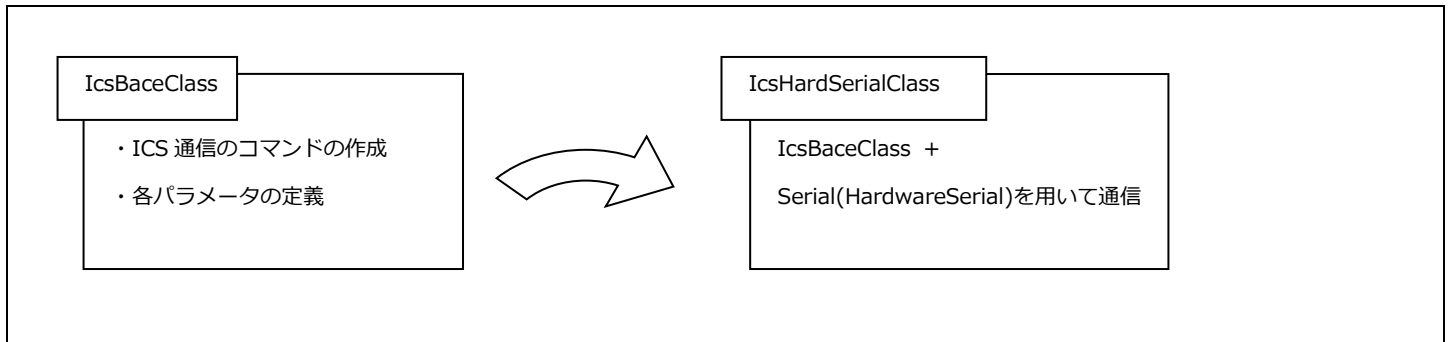 IcsBaceClass
・ICS 通信のコマンドの作成
・各パラメータの定義
IcsHardSerialClass
IcsBaceClass +
Serial(HardwareSerial)を用いて通信